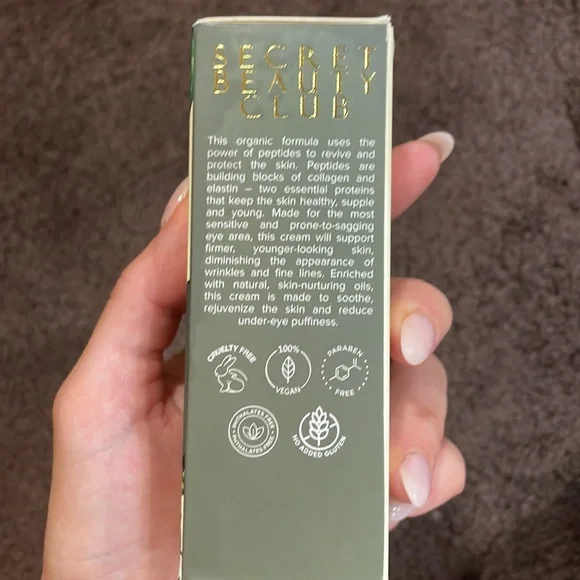 SECRET
BEAUTY
CLUB
This organic formula uses the
power of peptides to revive and
protect the skin. Peptides are
building blocks of collagen and
elastin – two essential proteins
that keep the skin healthy, supple
and young. Made for the most
sensitive and prone-to-sagging
eye area, this cream will support
firmer, younger-looking skin,
diminishing the appearance of
wrinkles and fine lines. Enriched
with natural, skin-nurturing oils,
this cream is made to soothe,
rejuvenize the skin and reduce
under-eye puffiness.
CRUELTY FREE
100%
VEGAN
PARABEN
FREE
PHTHALATES FREE
PHTHALATES FREE
NO ADDED GLUTEN